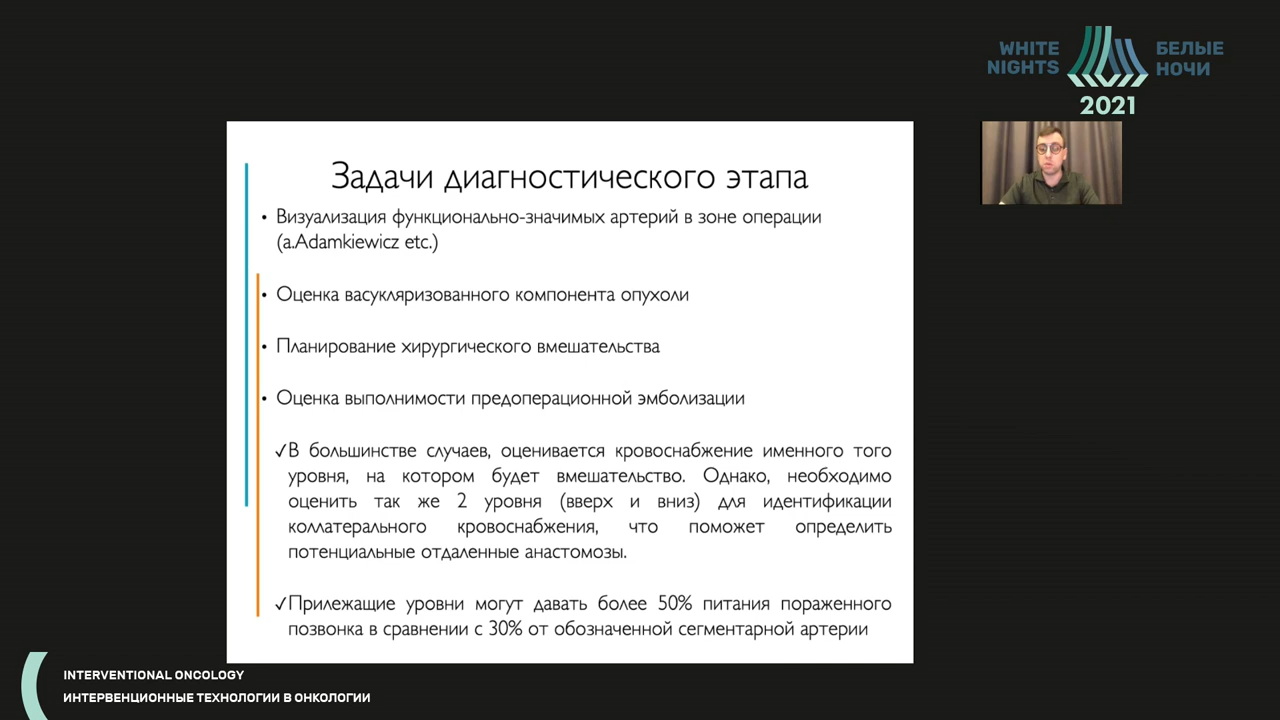 WHITE
NIGHTS
БЕЛЫЕ
НОЧИ
2021
Задачи диагностического этапа
• Визуализация функционально-значимых артерий в зоне операции
(a.Adamkiewicz etc.)
• Оценка васукляризованного компонента опухоли
• Планирование хирургического вмешательства
• Оценка выполнимости предоперационной эмболизации
✓В большинстве случаев, оценивается кровоснабжение именного того
уровня, на котором будет вмешательство. Однако, необходимо
оценить так же 2 уровня (вверх и вниз) для идентификации
коллатерального кровоснабжения, что поможет определить
потенциальные отдаленные анастомозы.
✓Прилежащие уровни могут давать более 50% питания пораженного
позвонка в сравнении с 30% от обозначенной сегментарной артерии
INTERVENTIONAL ONCOLOGY
ИНТЕРВЕНЦИОННЫЕ ТЕХНОЛОГИИ В ОНКОЛОГИИ